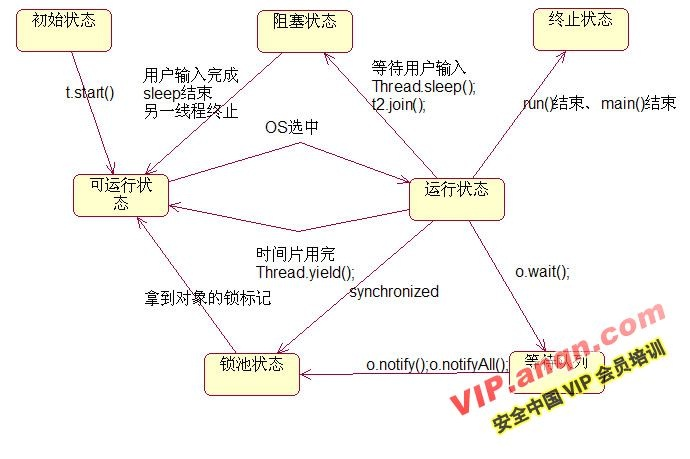 初始状态
阻塞状态
终止状态
t.start()
用户输入完成
sleep结束
另一线程终止
等待用户输入
Thread.sleep();
t2.join();
run()结束、main()结束
OS选中
可运行状
态
运行状态
时间片用完
Thread.yield();
o.wait();
synchronized
拿到对象的锁标记
锁池状态
o.notify();o.notifyAll();
等待队列
VIP.anqn.com
安全中国 VIP 会员培训